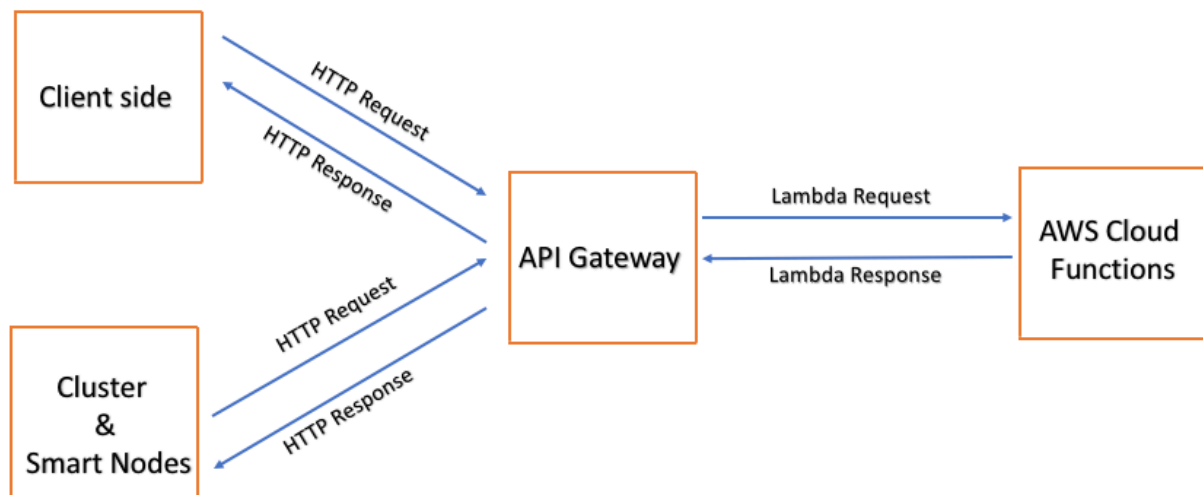 Client side
HTTP Request
HTTP Response
API Gateway
Lambda Request
Lambda Response
AWS Cloud
Functions
HTTP Request
HTTP Response
Cluster
&
Smart Nodes